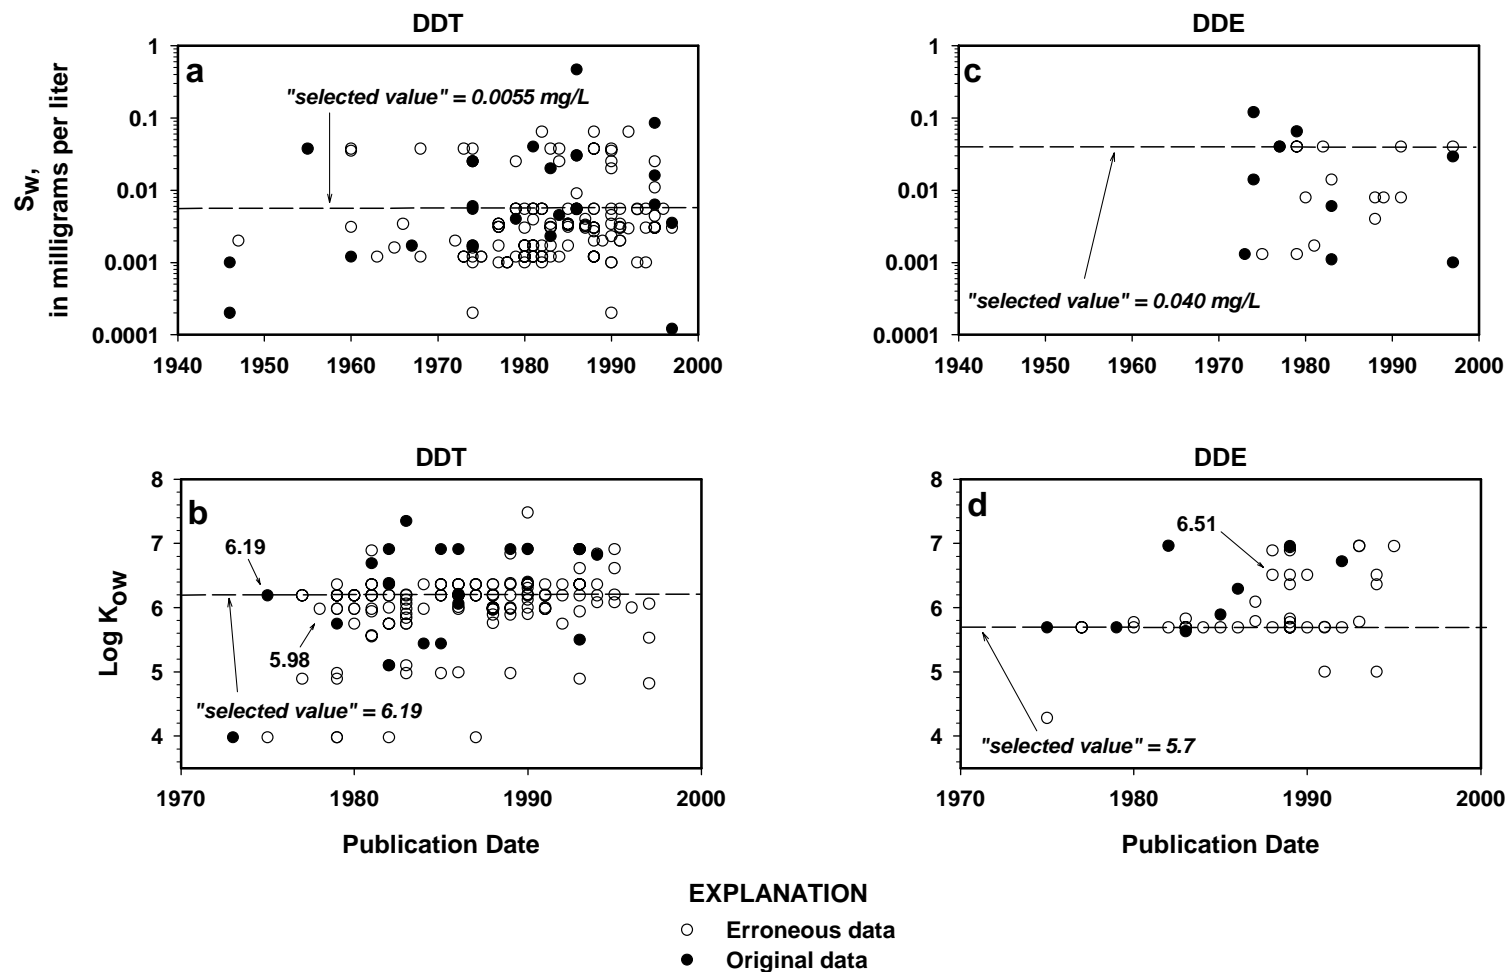 DDT
a
"selected value" = 0.0055 mg/L
1
0.1
0.01
0.001
0.0001
Sw,
in milligrams per liter
1940 1950 1960 1970 1980 1990 2000
DDE
c
"selected value" = 0.040 mg/L
1
0.1
0.01
0.001
0.0001
1940 1950 1960 1970 1980 1990 2000
DDT
b
6.19
5.98
"selected value" = 6.19
8
7
6
5
4
Log Kow
1970 1980 1990 2000
Publication Date
DDE
d
6.51
"selected value" = 5.7
8
7
6
5
4
1970 1980 1990 2000
Publication Date
EXPLANATION
Erroneous data
Original data